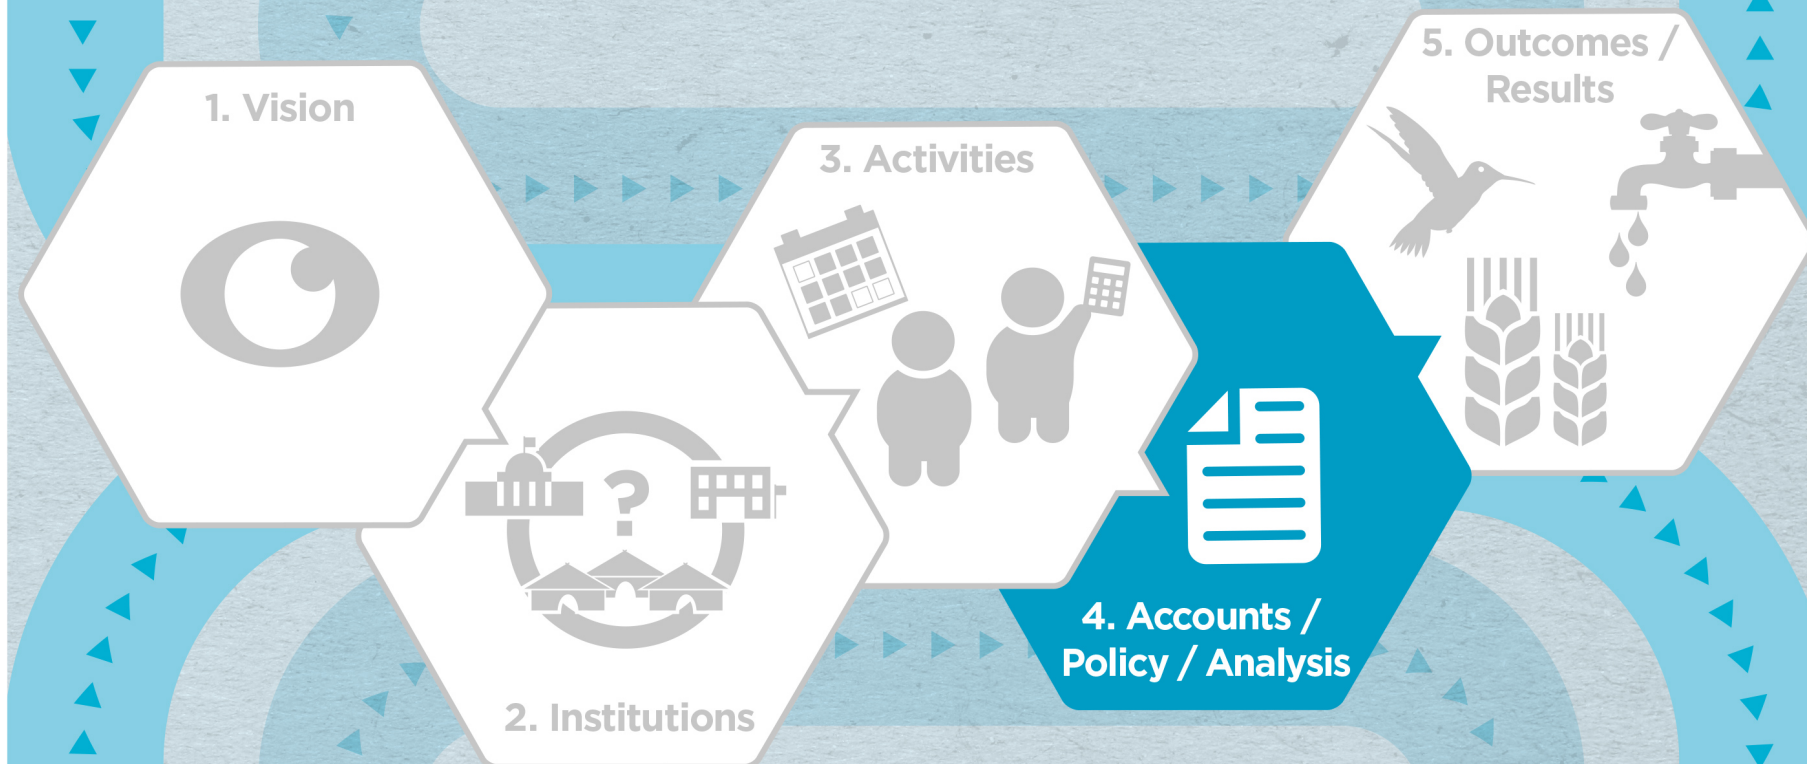 1. Vision
2. Institutions
3. Activities
4. Accounts /
Policy / Analysis
5. Outcomes /
Results
?